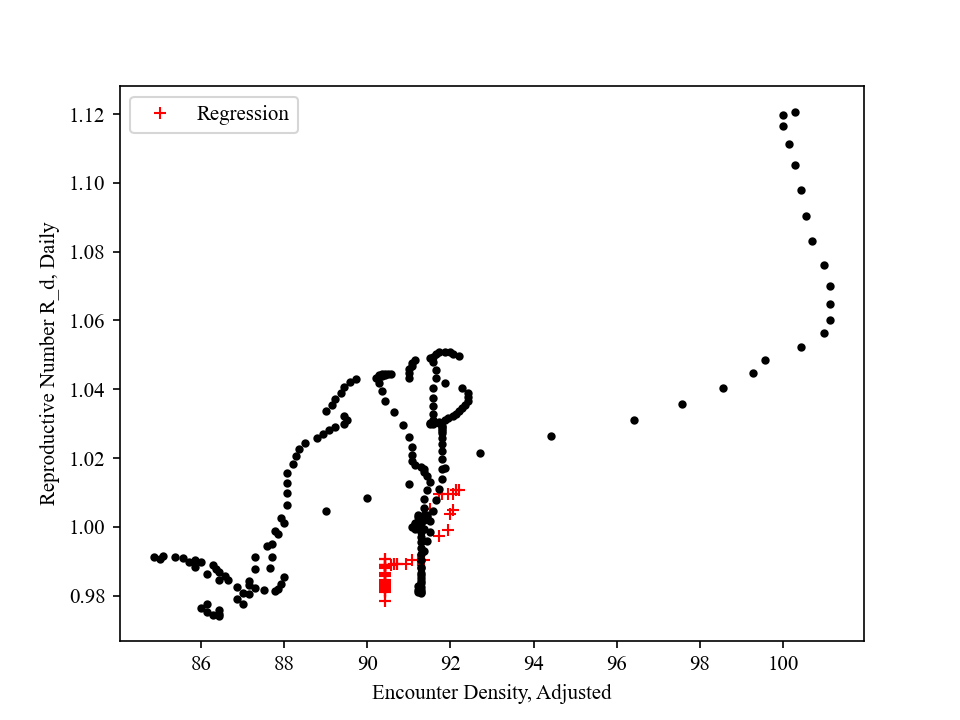 Regression
1.12
1.10
1.08
1.06
1.04
1.02
1.00
0.98
Reproductive Number R_d, Daily
86 88 90 92 94 96 98 100
Encounter Density, Adjusted